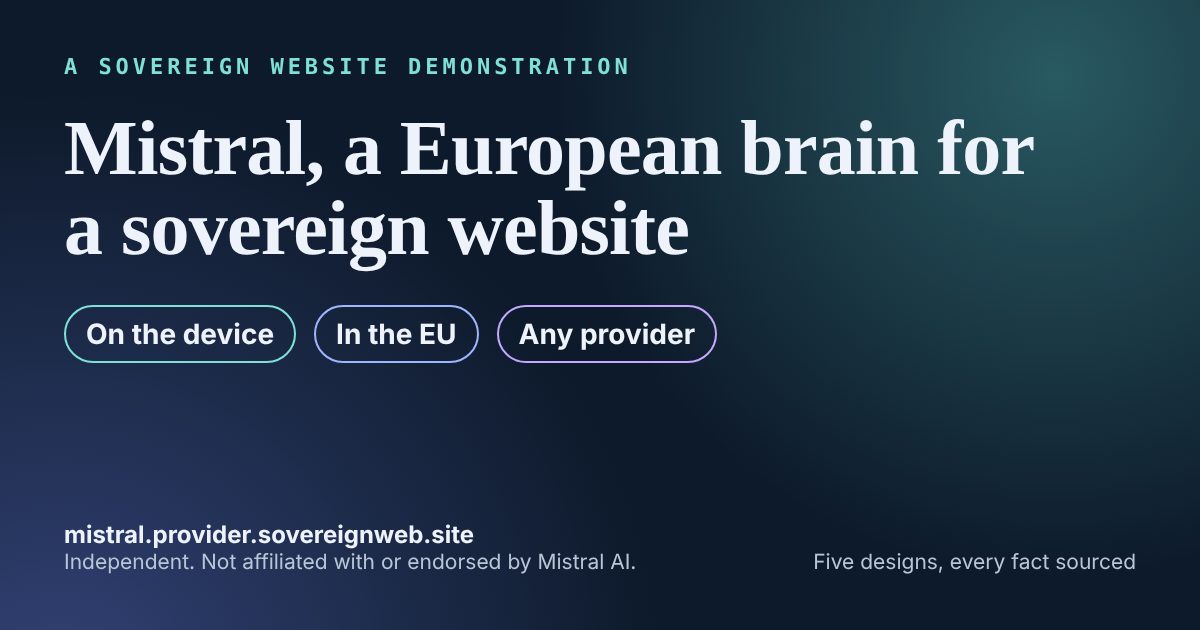 A SOVEREIGN WEBSITE DEMONSTRATION
Mistral, a European brain for
a sovereign website
On the device
In the EU
Any provider
mistral.provider.sovereignweb.site
Independent. Not affiliated with or endorsed by Mistral AI.
Five designs, every fact sourced